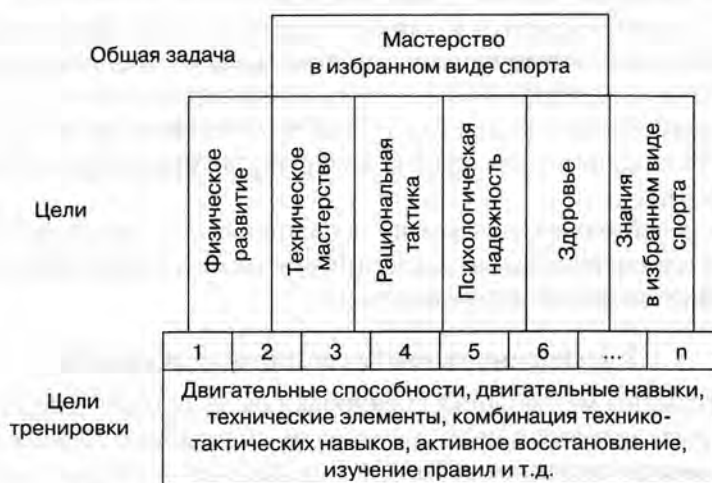 Общая задача
Мастерство
в избранном виде спорта
Цели
Физическое
развитие
Техническое
мастерство
Рациональная
тактика
Психологическая
надежность
Здоровье
Знания
в избранном виде
спорта
1 2 3 4 5 6 ... n
Цели
тренировки
Двигательные способности, двигательные навыки,
технические элементы, комбинация технико-
тактических навыков, активное восстановление,
изучение правил и т.д.